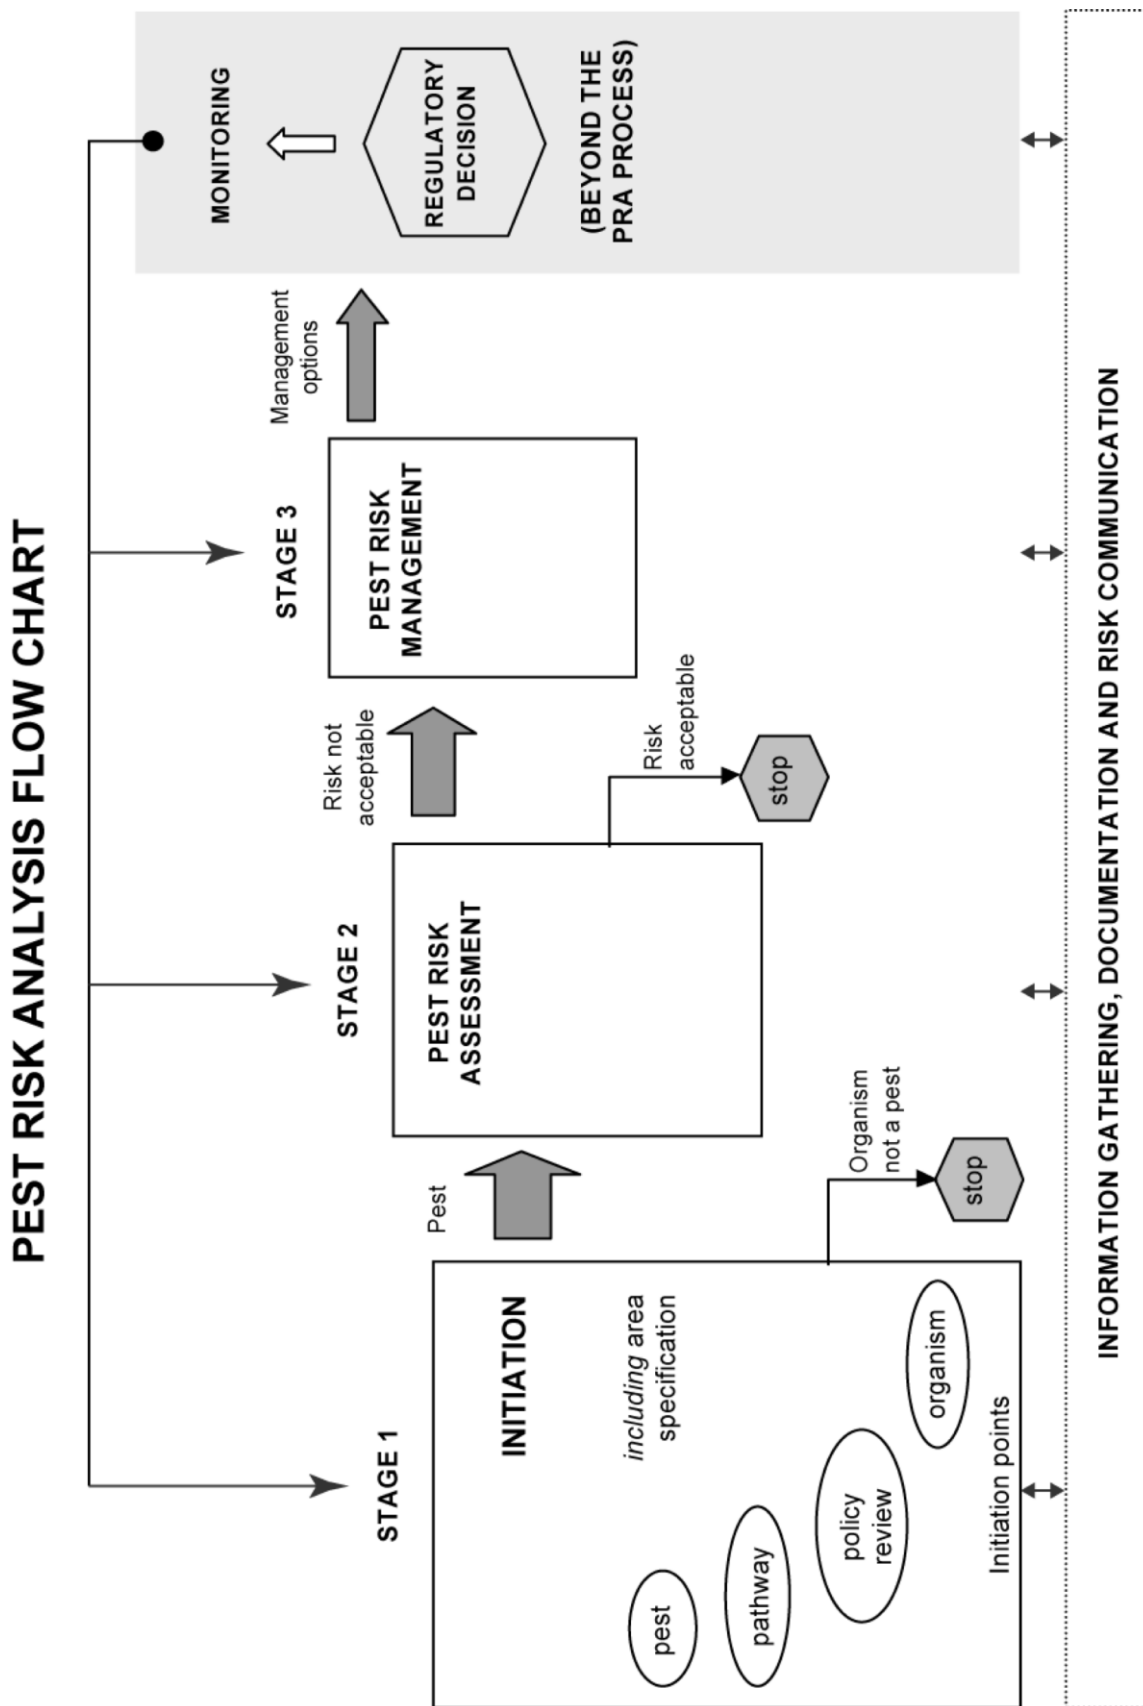 PEST RISK ANALYSIS FLOW CHART
STAGE 1
INITIATION
including area
specification
pest
pathway
policy
review
organism
Initiation points
Pest
Organism
not a pest
stop
STAGE 2
PEST RISK
ASSESSMENT
Risk not
acceptable
Risk
acceptable
stop
STAGE 3
PEST RISK
MANAGEMENT
Management
options
MONITORING
REGULATORY
DECISION
(BEYOND THE
PRA PROCESS)
INFORMATION GATHERING, DOCUMENTATION AND RISK COMMUNICATION